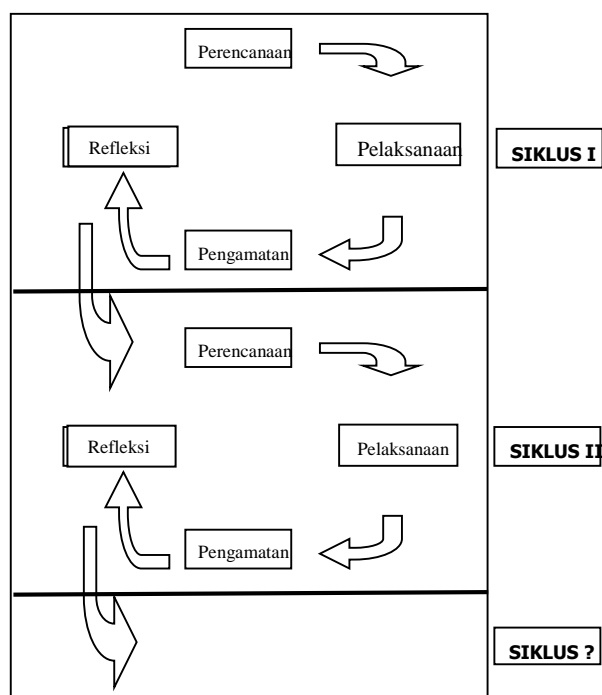 Perencanaan
Refleksi
Pelaksanaan
SIKLUS I
Pengamatan
Perencanaan
Refleksi
Pelaksanaan
SIKLUS II
Pengamatan
SIKLUS ?